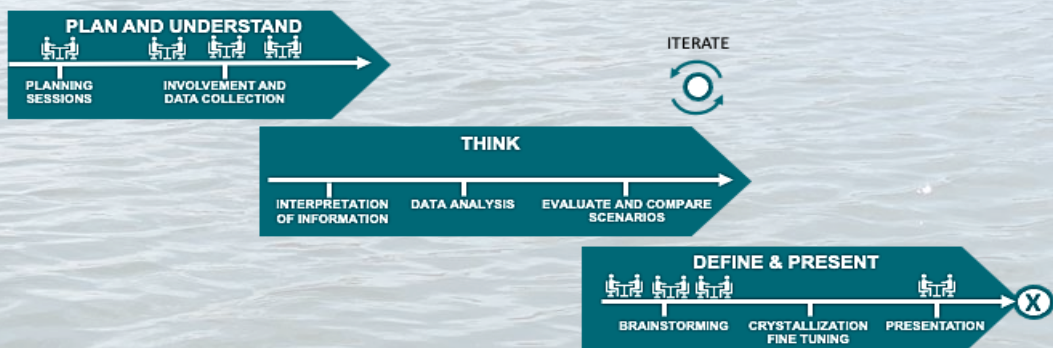 PLAN AND UNDERSTAND
PLANNING
SESSIONS
INVOLVEMENT AND
DATA COLLECTION
ITERATE
THINK
INTERPRETATION
OF INFORMATION
DATA ANALYSIS
EVALUATE AND COMPARE
SCENARIOS
DEFINE & PRESENT
BRAINSTORMING
CRYSTALLIZATION
FINE TUNING
PRESENTATION
X